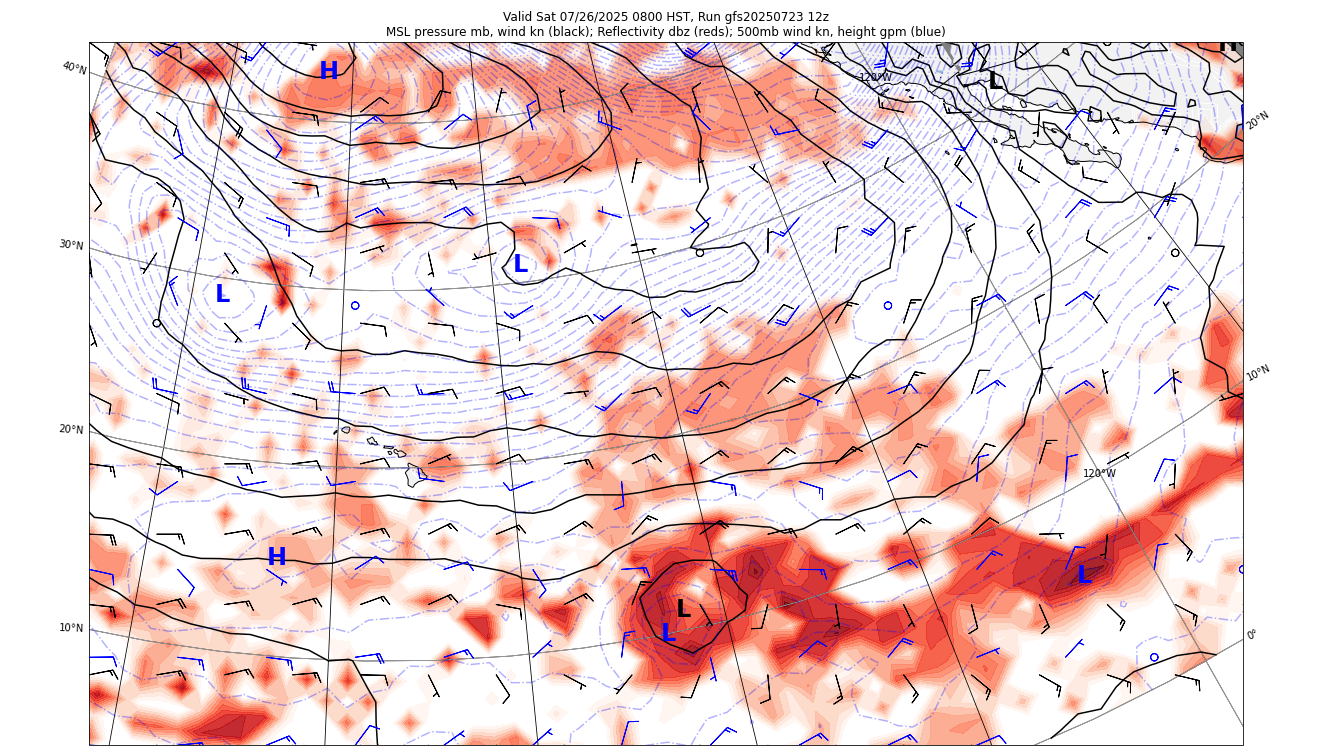 Valid Sat 07/26/2025 0800 HST, Run gfs20250723 12z
MSL pressure mb, wind kn (black); Reflectivity dbz (reds); 500mb wind kn, height gpm (blue)
H
40°N
H
120°W
L
20°N
30°N
L
L
10°N
20°N
120°W
H
L
10°N
L
L
0°